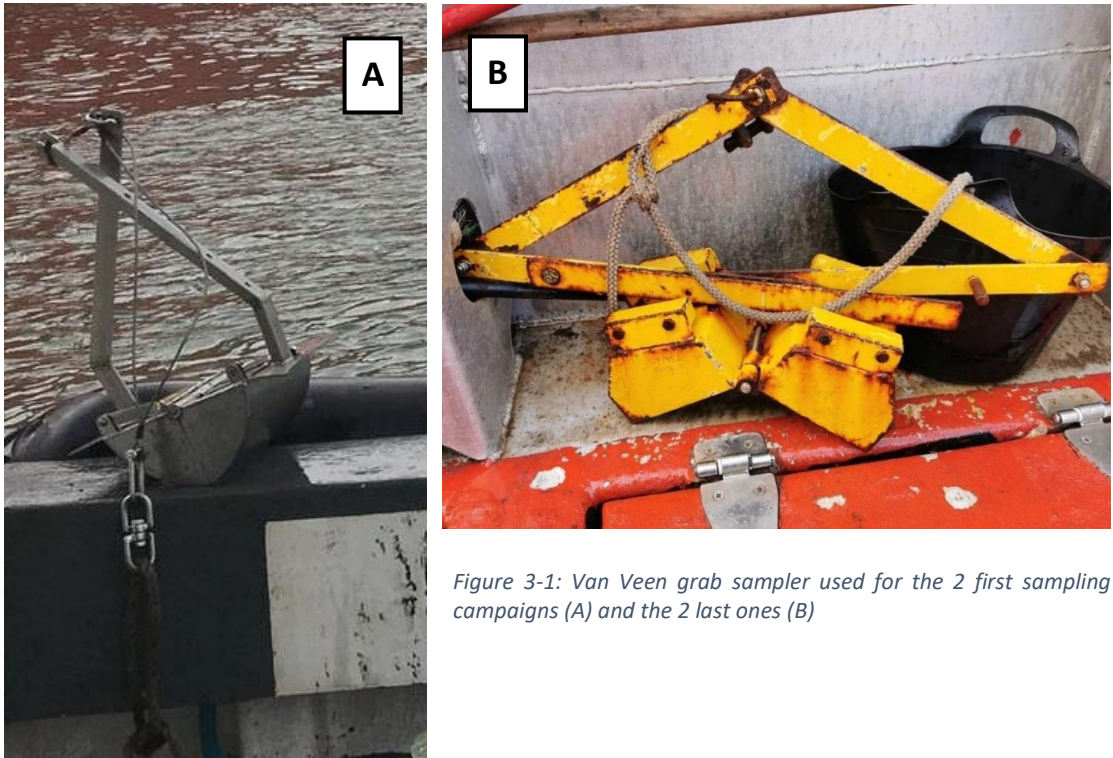 A
B
Figure 3-1: Van Veen grab sampler used for the 2 first sampling
campaigns (A) and the 2 last ones (B)